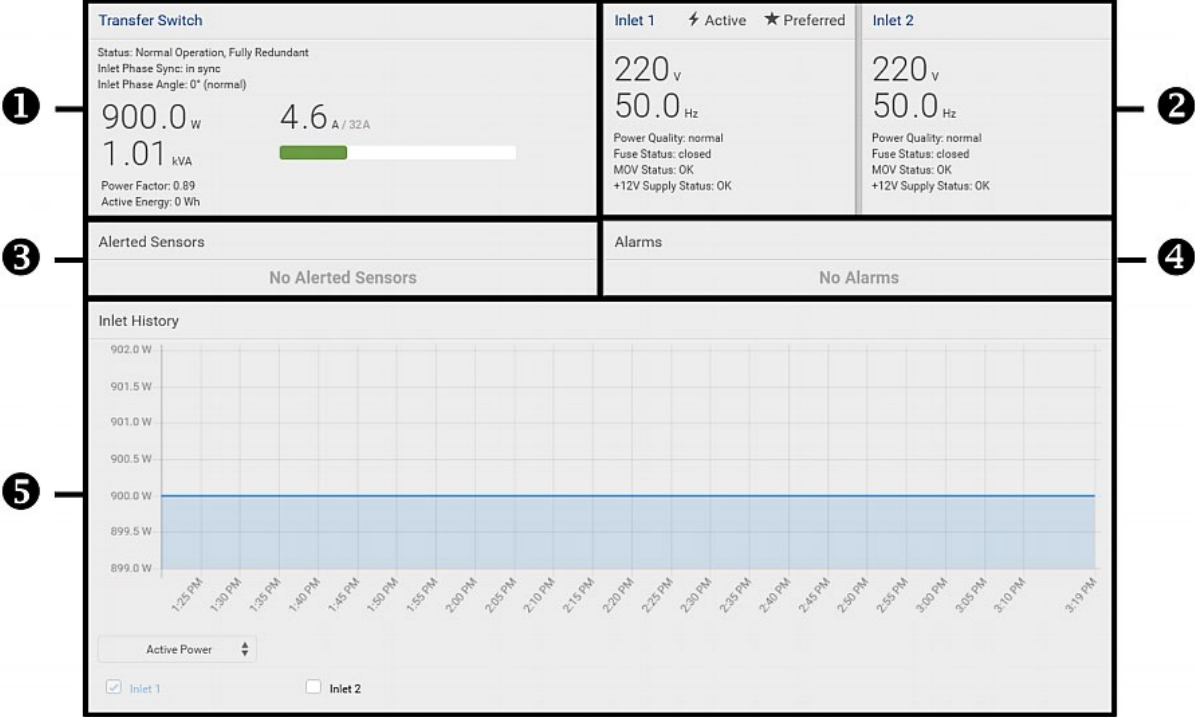 Transfer Switch
Status: Normal Operation, Fully Redundant
Inlet Phase Sync: in sync
Inlet Phase Angle: 0° (normal)
900.0 W
4.6 A / 32A
1.01 kVA
Power Factor: 0.89
Active Energy: 0 Wh
1
Inlet 1 Active Preferred
220 V
50.0 Hz
Power Quality: normal
Fuse Status: closed
MOV Status: OK
+12V Supply Status: OK
Inlet 2
220 V
50.0 Hz
Power Quality: normal
Fuse Status: closed
MOV Status: OK
+12V Supply Status: OK
2
3
Alerted Sensors
No Alerted Sensors
Alarms
No Alarms
4
5
Inlet History
902.0 W
901.5 W
901.0 W
900.5 W
900.0 W
899.5 W
899.0 W
1:25 PM
1:30 PM
1:35 PM
1:40 PM
1:45 PM
1:50 PM
1:55 PM
2:00 PM
2:05 PM
2:10 PM
2:15 PM
2:20 PM
2:25 PM
2:30 PM
2:35 PM
2:40 PM
2:45 PM
2:50 PM
2:55 PM
3:00 PM
3:05 PM
3:10 PM
3:19 PM
Active Power
Inlet 1
Inlet 2